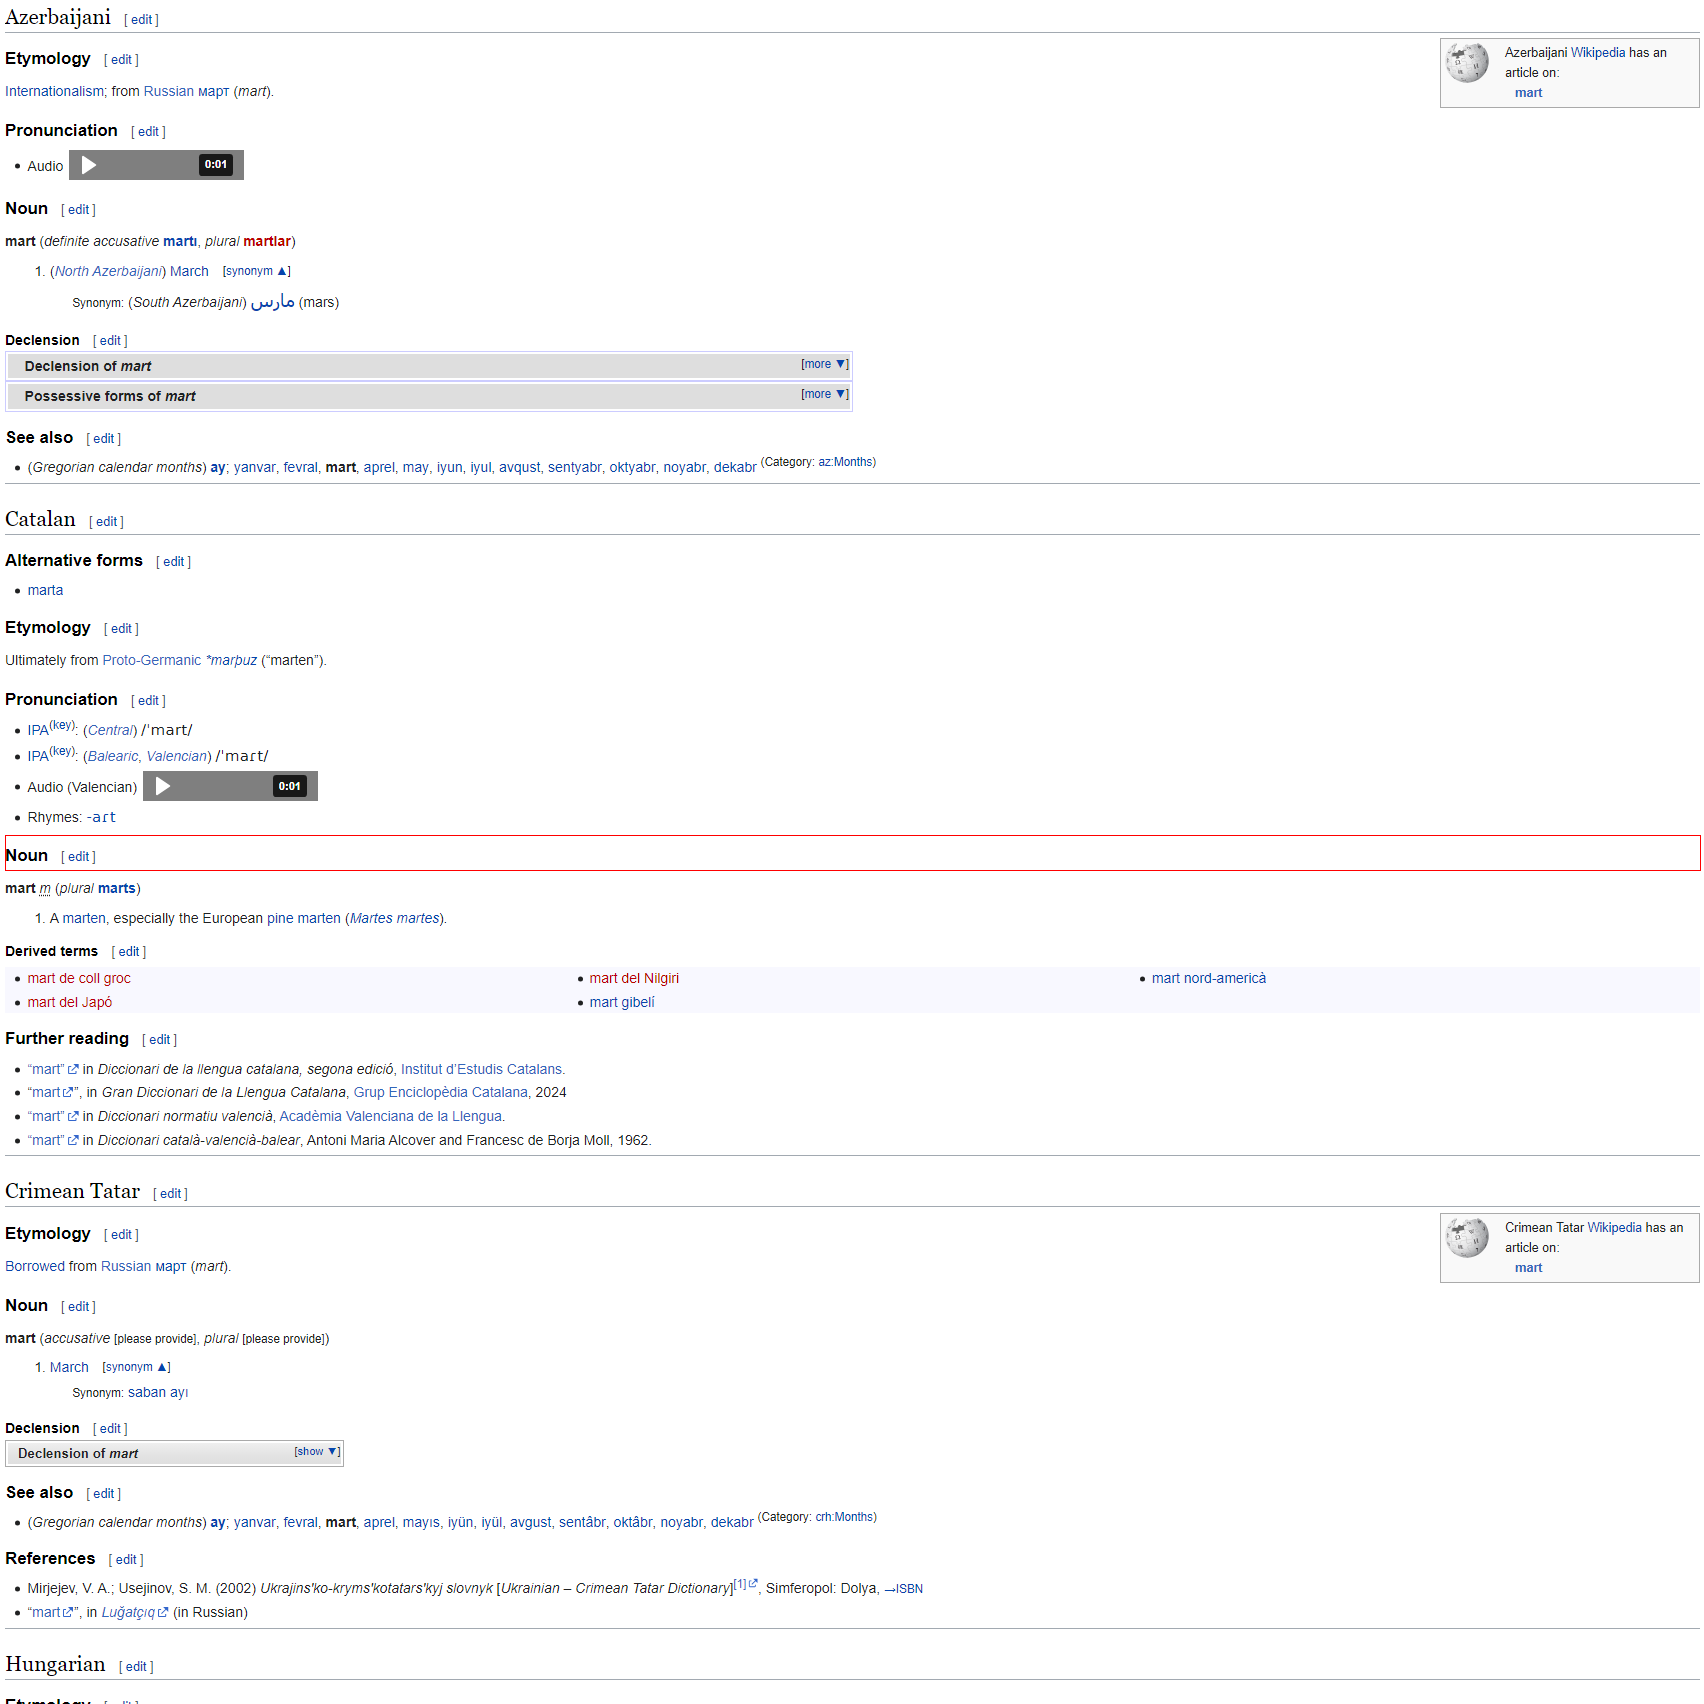 Azerbaijani [ edit ]
Etymology [ edit ]
Azerbaijani Wikipedia has an
article on:
mart
Internationalism; from Russian март (mart).
Pronunciation [ edit ]
• Audio 0:01
Noun [ edit ]
mart (definite accusative martı, plural martlar)
1. (North Azerbaijani) March [synonym ▲]
Synonym: (South Azerbaijani) مارس (mars)
Declension [ edit ]
Declension of mart [more ▼]
Possessive forms of mart [more ▼]
See also [ edit ]
• (Gregorian calendar months) ay; yanvar, fevral, mart, aprel, may, iyun, iyul, avqust, sentyabr, oktyabr, noyabr, dekabr (Category: az:Months)
Catalan [ edit ]
Alternative forms [ edit ]
• marta
Etymology [ edit ]
Ultimately from Proto-Germanic *marþuz (“marten”).
Pronunciation [ edit ]
• IPA(key): (Central) /ˈmart/
• IPA(key): (Balearic, Valencian) /ˈmaɾt/
• Audio (Valencian) 0:01
• Rhymes: -aɾt
Noun [ edit ]
mart m (plural marts)
1. A marten, especially the European pine marten (Martes martes).
Derived terms [ edit ]
• mart de coll groc
• mart del Japó
• mart del Nilgiri
• mart gibelí
• mart nord-americà
Further reading [ edit ]
• “mart” in Diccionari de la llengua catalana, segona edició, Institut d’Estudis Catalans.
• “mart”, in Gran Diccionari de la Llengua Catalana, Grup Enciclopèdia Catalana, 2024
• “mart” in Diccionari normatiu valencià, Acadèmia Valenciana de la Llengua.
• “mart” in Diccionari català-valencià-balear, Antoni Maria Alcover and Francesc de Borja Moll, 1962.
Crimean Tatar [ edit ]
Etymology [ edit ]
Crimean Tatar Wikipedia has an
article on:
mart
Borrowed from Russian март (mart).
Noun [ edit ]
mart (accusative [please provide], plural [please provide])
1. March [synonym ▲]
Synonym: saban ayı
Declension [ edit ]
Declension of mart [show ▼]
See also [ edit ]
• (Gregorian calendar months) ay; yanvar, fevral, mart, aprel, mayıs, iyün, iyül, avgust, sentâbr, oktâbr, noyabr, dekabr (Category: crh:Months)
References [ edit ]
• Mirjejev, V. A.; Usejinov, S. M. (2002) Ukrajinsʹko-krymsʹkotatarsʹkyj slovnyk [Ukrainian – Crimean Tatar Dictionary][1], Simferopol: Dolya, →ISBN
• “mart”, in Luğatçıq (in Russian)
Hungarian [ edit ]
Etymology [ edit ]